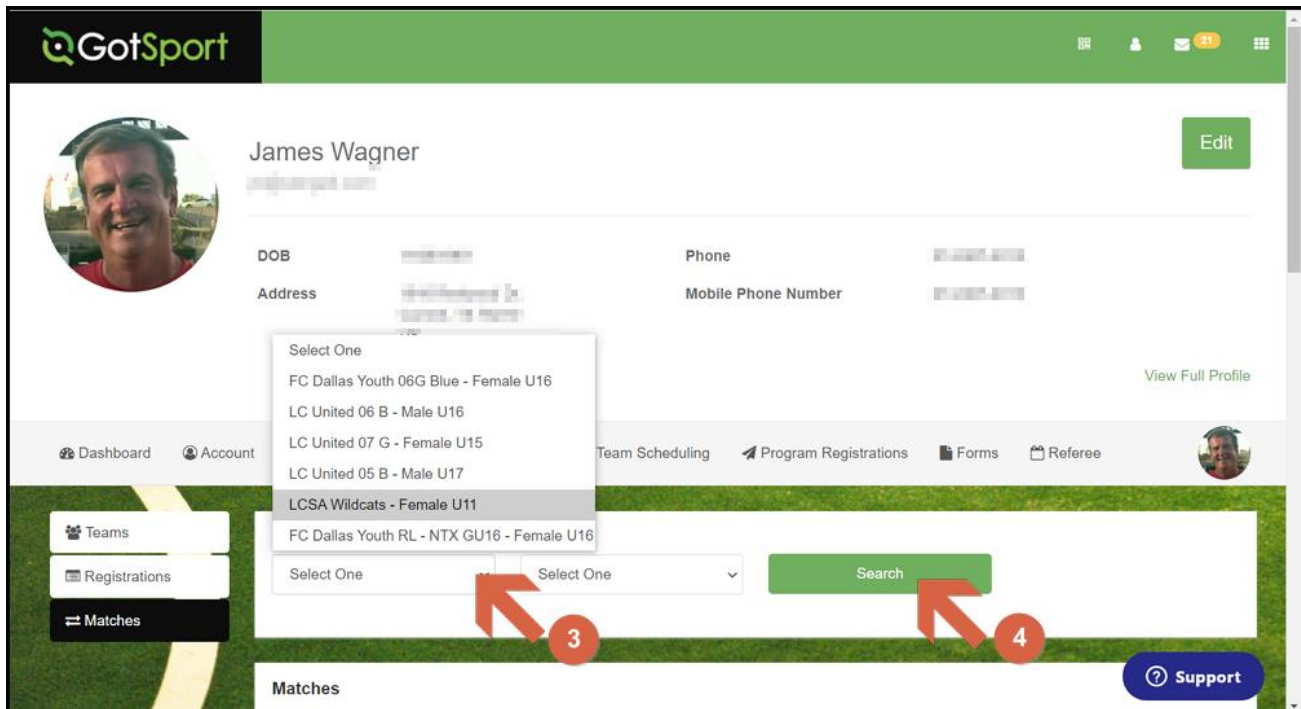 GotSport
21
James Wagner
Edit
DOB
Phone
Address
Mobile Phone Number
Select One
FC Dallas Youth 06G Blue - Female U16
LC United 06 B - Male U16
LC United 07 G - Female U15
LC United 05 B - Male U17
LCSA Wildcats - Female U11
FC Dallas Youth RL - NTX GU16 - Female U16
View Full Profile
Dashboard Account Team Scheduling Program Registrations Forms Referee
Teams
Registrations
Matches
Select One Select One Search
3 4
Matches
Support